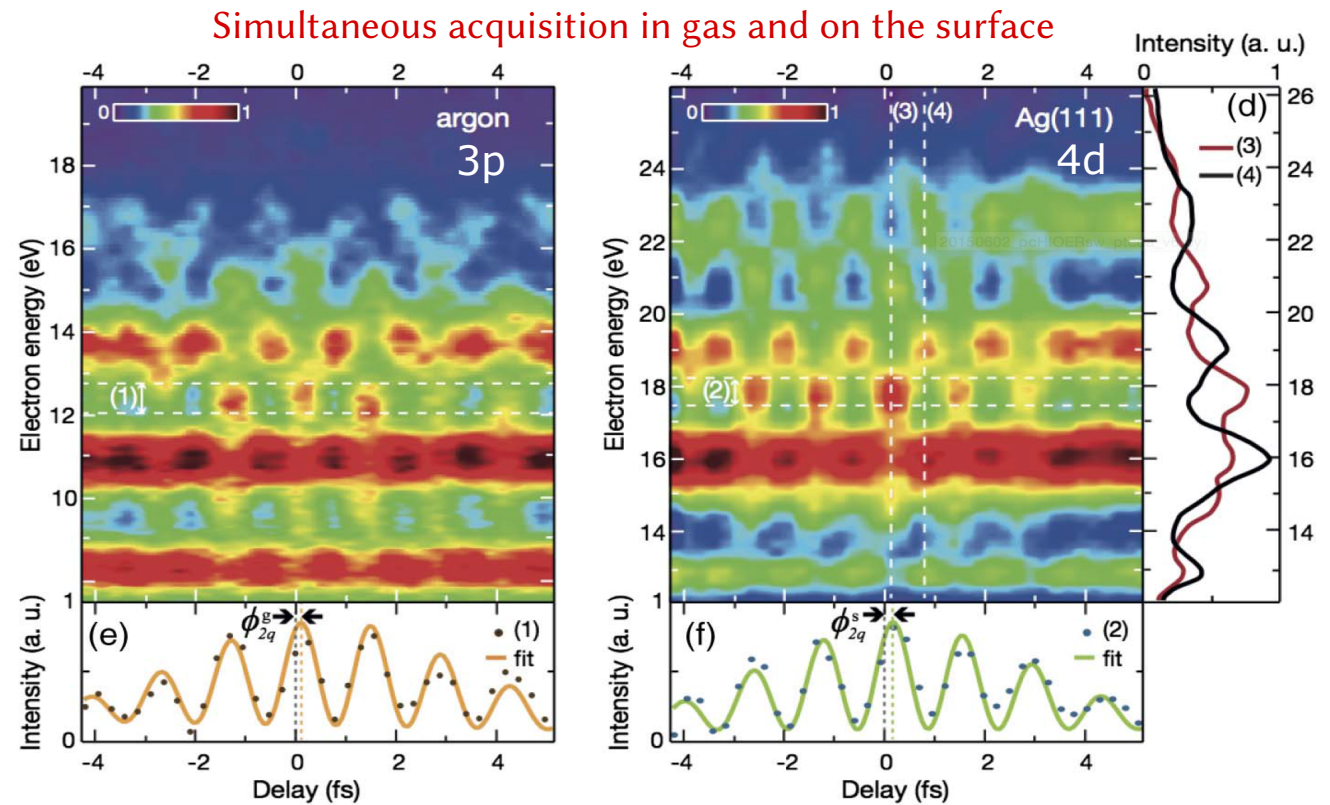 Simultaneous acquisition in gas and on the surface
Intensity (a. u.)
-4 -2 0 2 4
-4 -2 0 2 4
0 1
0 1
argon
3p
0 1
(3) (4)
Ag(111)
4d
(d)
(3)
(4)
Electron energy (eV)
18
16
14
12
10
1
(1)
Electron energy (eV)
24
22
20
18
16
14
1
(2)
26
24
22
20
18
16
14
Intensity (a. u.)
0
(e)
ϕ2q^g
(1)
fit
-4 -2 0 2 4
Delay (fs)
Intensity (a. u.)
0
(f)
ϕ2q^s
(2)
fit
-4 -2 0 2 4
Delay (fs)